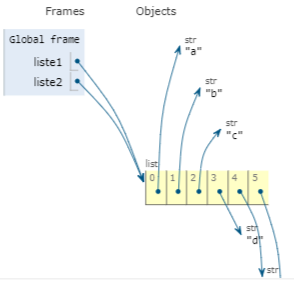 Frames Objects
Global frame
liste1
liste2
str
"a"
str
"b"
str
"c"
list
0 1 2 3 4 5
str
"d"
str